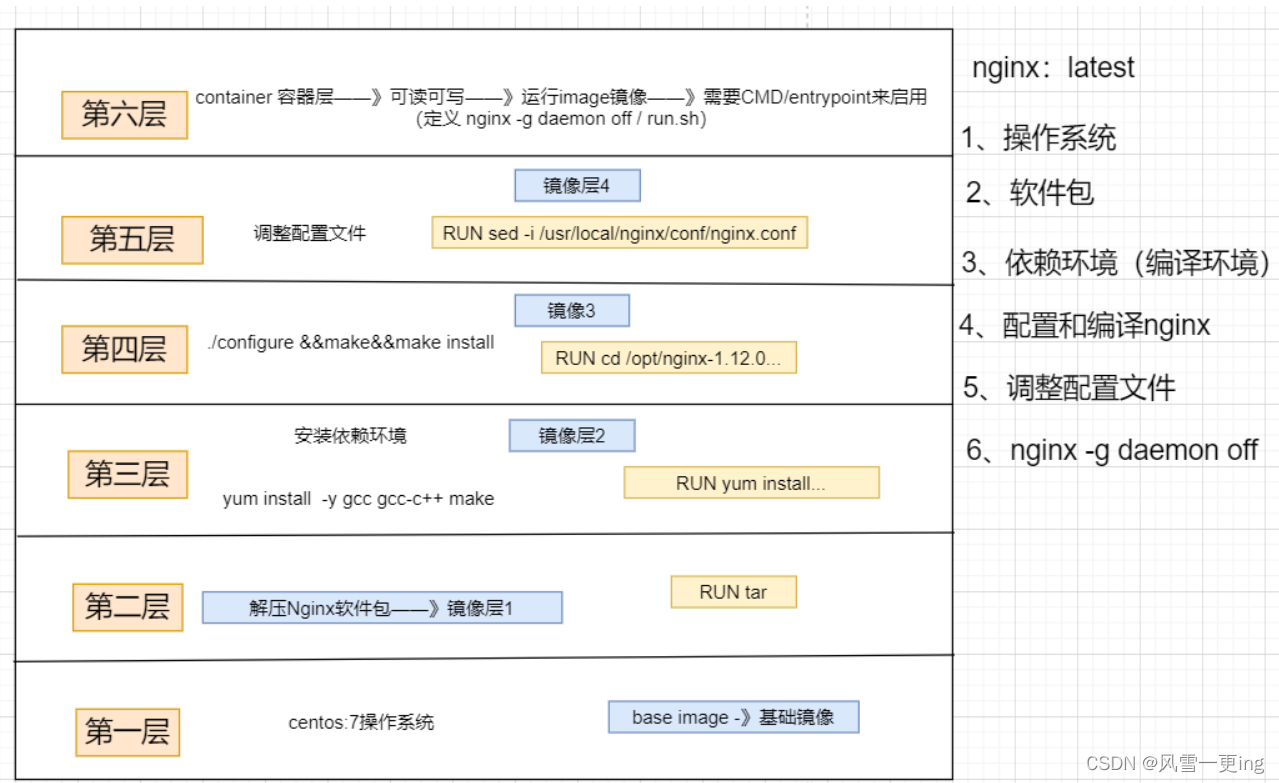 第六层
container 容器层——》可读可写——》运行image镜像——》需要CMD/entrypoint来启用
(定义 nginx -g daemon off / run.sh)
镜像层4
第五层
调整配置文件
RUN sed -i /usr/local/nginx/conf/nginx.conf
镜像3
第四层
./configure &&make&&make install
RUN cd /opt/nginx-1.12.0...
安装依赖环境
镜像层2
第三层
RUN yum install...
yum install -y gcc gcc-c++ make
RUN tar
第二层
解压Nginx软件包——》镜像层1
第一层
centos:7操作系统
base image -》基础镜像
nginx：latest
1、操作系统
2、软件包
3、依赖环境（编译环境）
4、配置和编译nginx
5、调整配置文件
6、nginx -g daemon off
CSDN @风雪一更ing